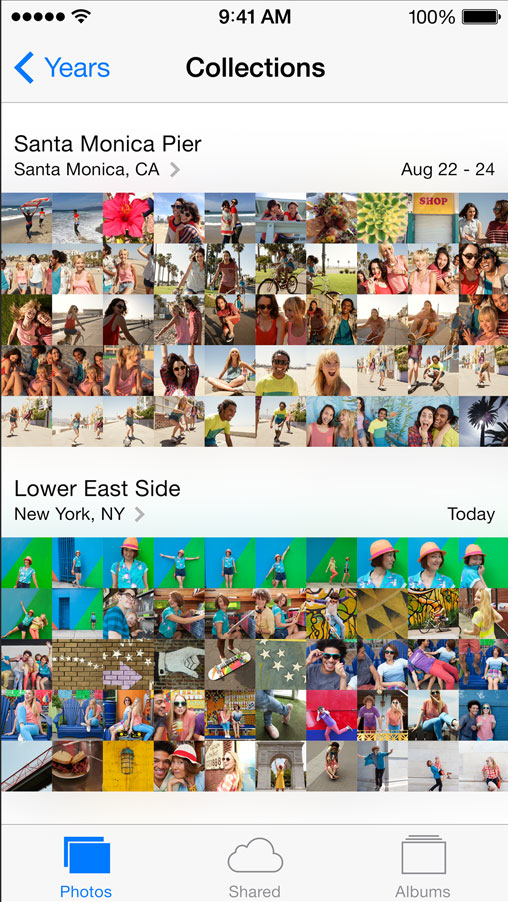 9:41 AM 100%
Years Collections
Santa Monica Pier
Santa Monica, CA Aug 22 - 24
SHOP
Lower East Side
New York, NY Today
Photos Shared Albums